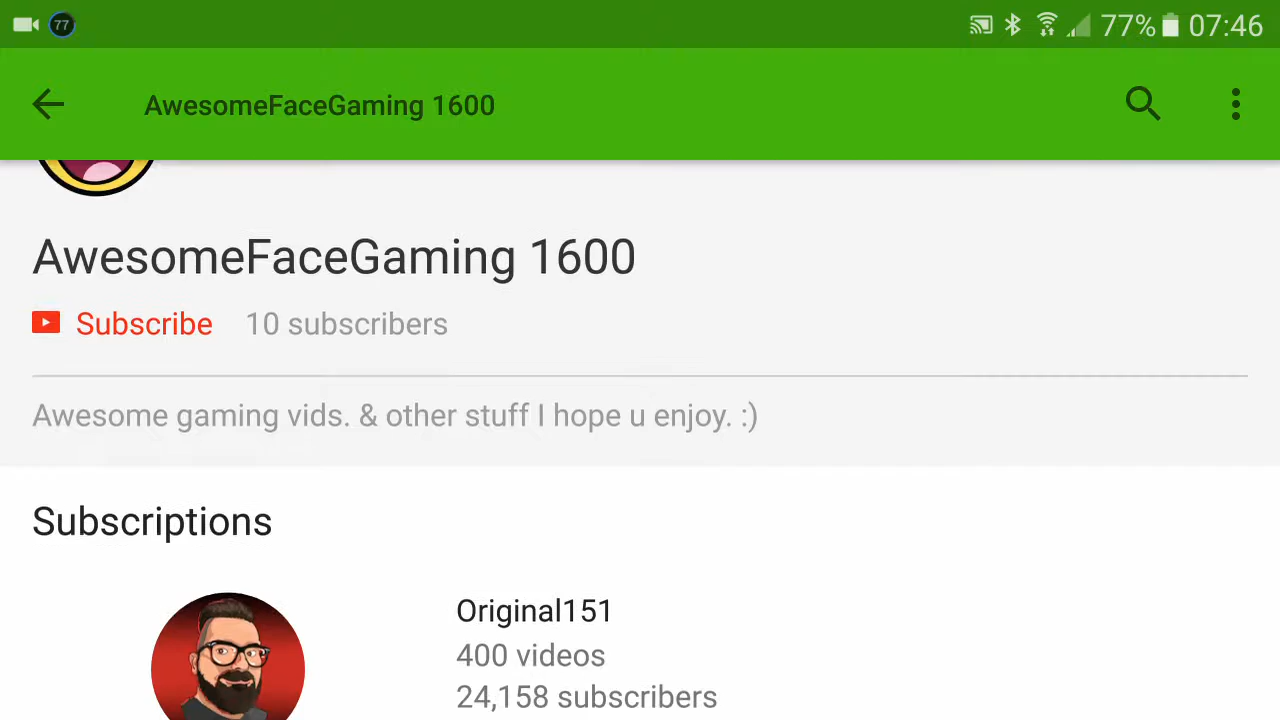 77 77% 07:46
AwesomeFaceGaming 1600
AwesomeFaceGaming 1600
Subscribe 10 subscribers
Awesome gaming vids. & other stuff I hope u enjoy. :)
Subscriptions
Original151
400 videos
24,158 subscribers